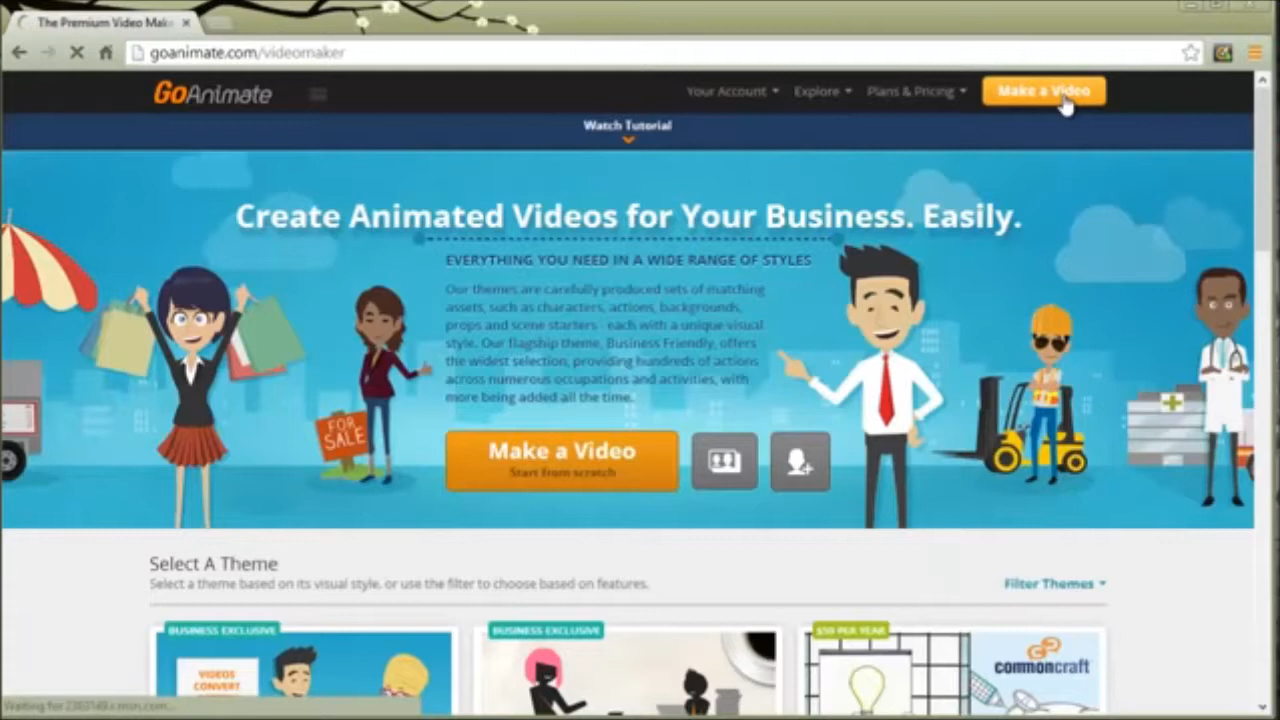 The Premium Video Mak
goanimate.com/videomaker
GoAnimate
Your Account
Explore
Plans & Pricing
Make a Video
Watch Tutorial
Create Animated Videos for Your Business. Easily.
EVERYTHING YOU NEED IN A WIDE RANGE OF STYLES
Our themes are carefully produced sets of matching
assets, such as characters, actions, backgrounds,
props and scene starters - each with a unique visual
style. Our flagship theme, Business Friendly, offers
the widest selection, providing hundreds of actions
across numerous occupations and activities, with
more being added all the time.
FOR
SALE
Make a Video
Start from scratch
Select A Theme
Select a theme based on its visual style, or use the filter to choose based on features.
Filter Themes
BUSINESS EXCLUSIVE
BUSINESS EXCLUSIVE
$59 PER YEAR
VIDEOS
CONVERT
commoncraft
Waiting for